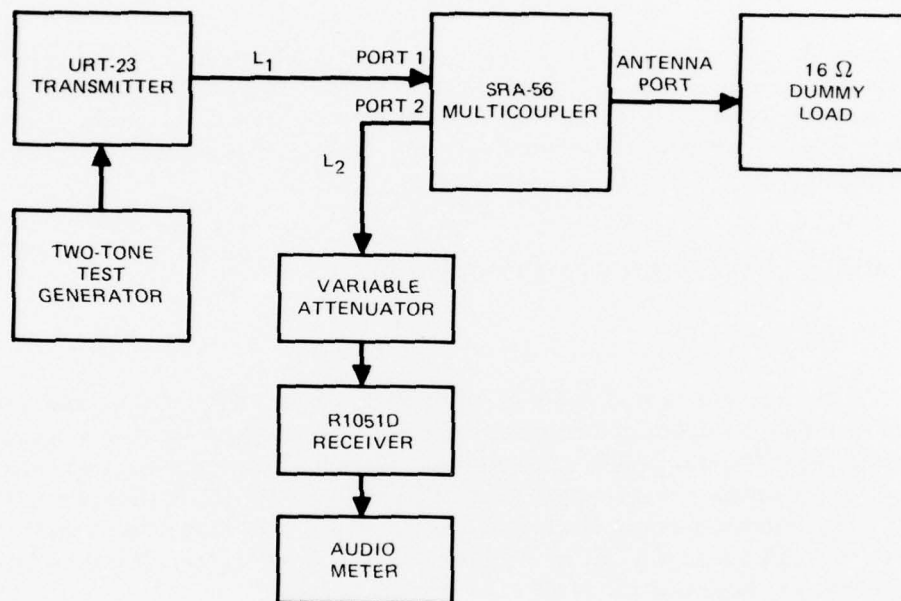 URT-23
TRANSMITTER
L1
PORT 1
PORT 2
SRA-56
MULTICOUPLER
ANTENNA
PORT
16 Ω
DUMMY
LOAD
L2
TWO-TONE
TEST
GENERATOR
VARIABLE
ATTENUATOR
R1051D
RECEIVER
AUDIO
METER